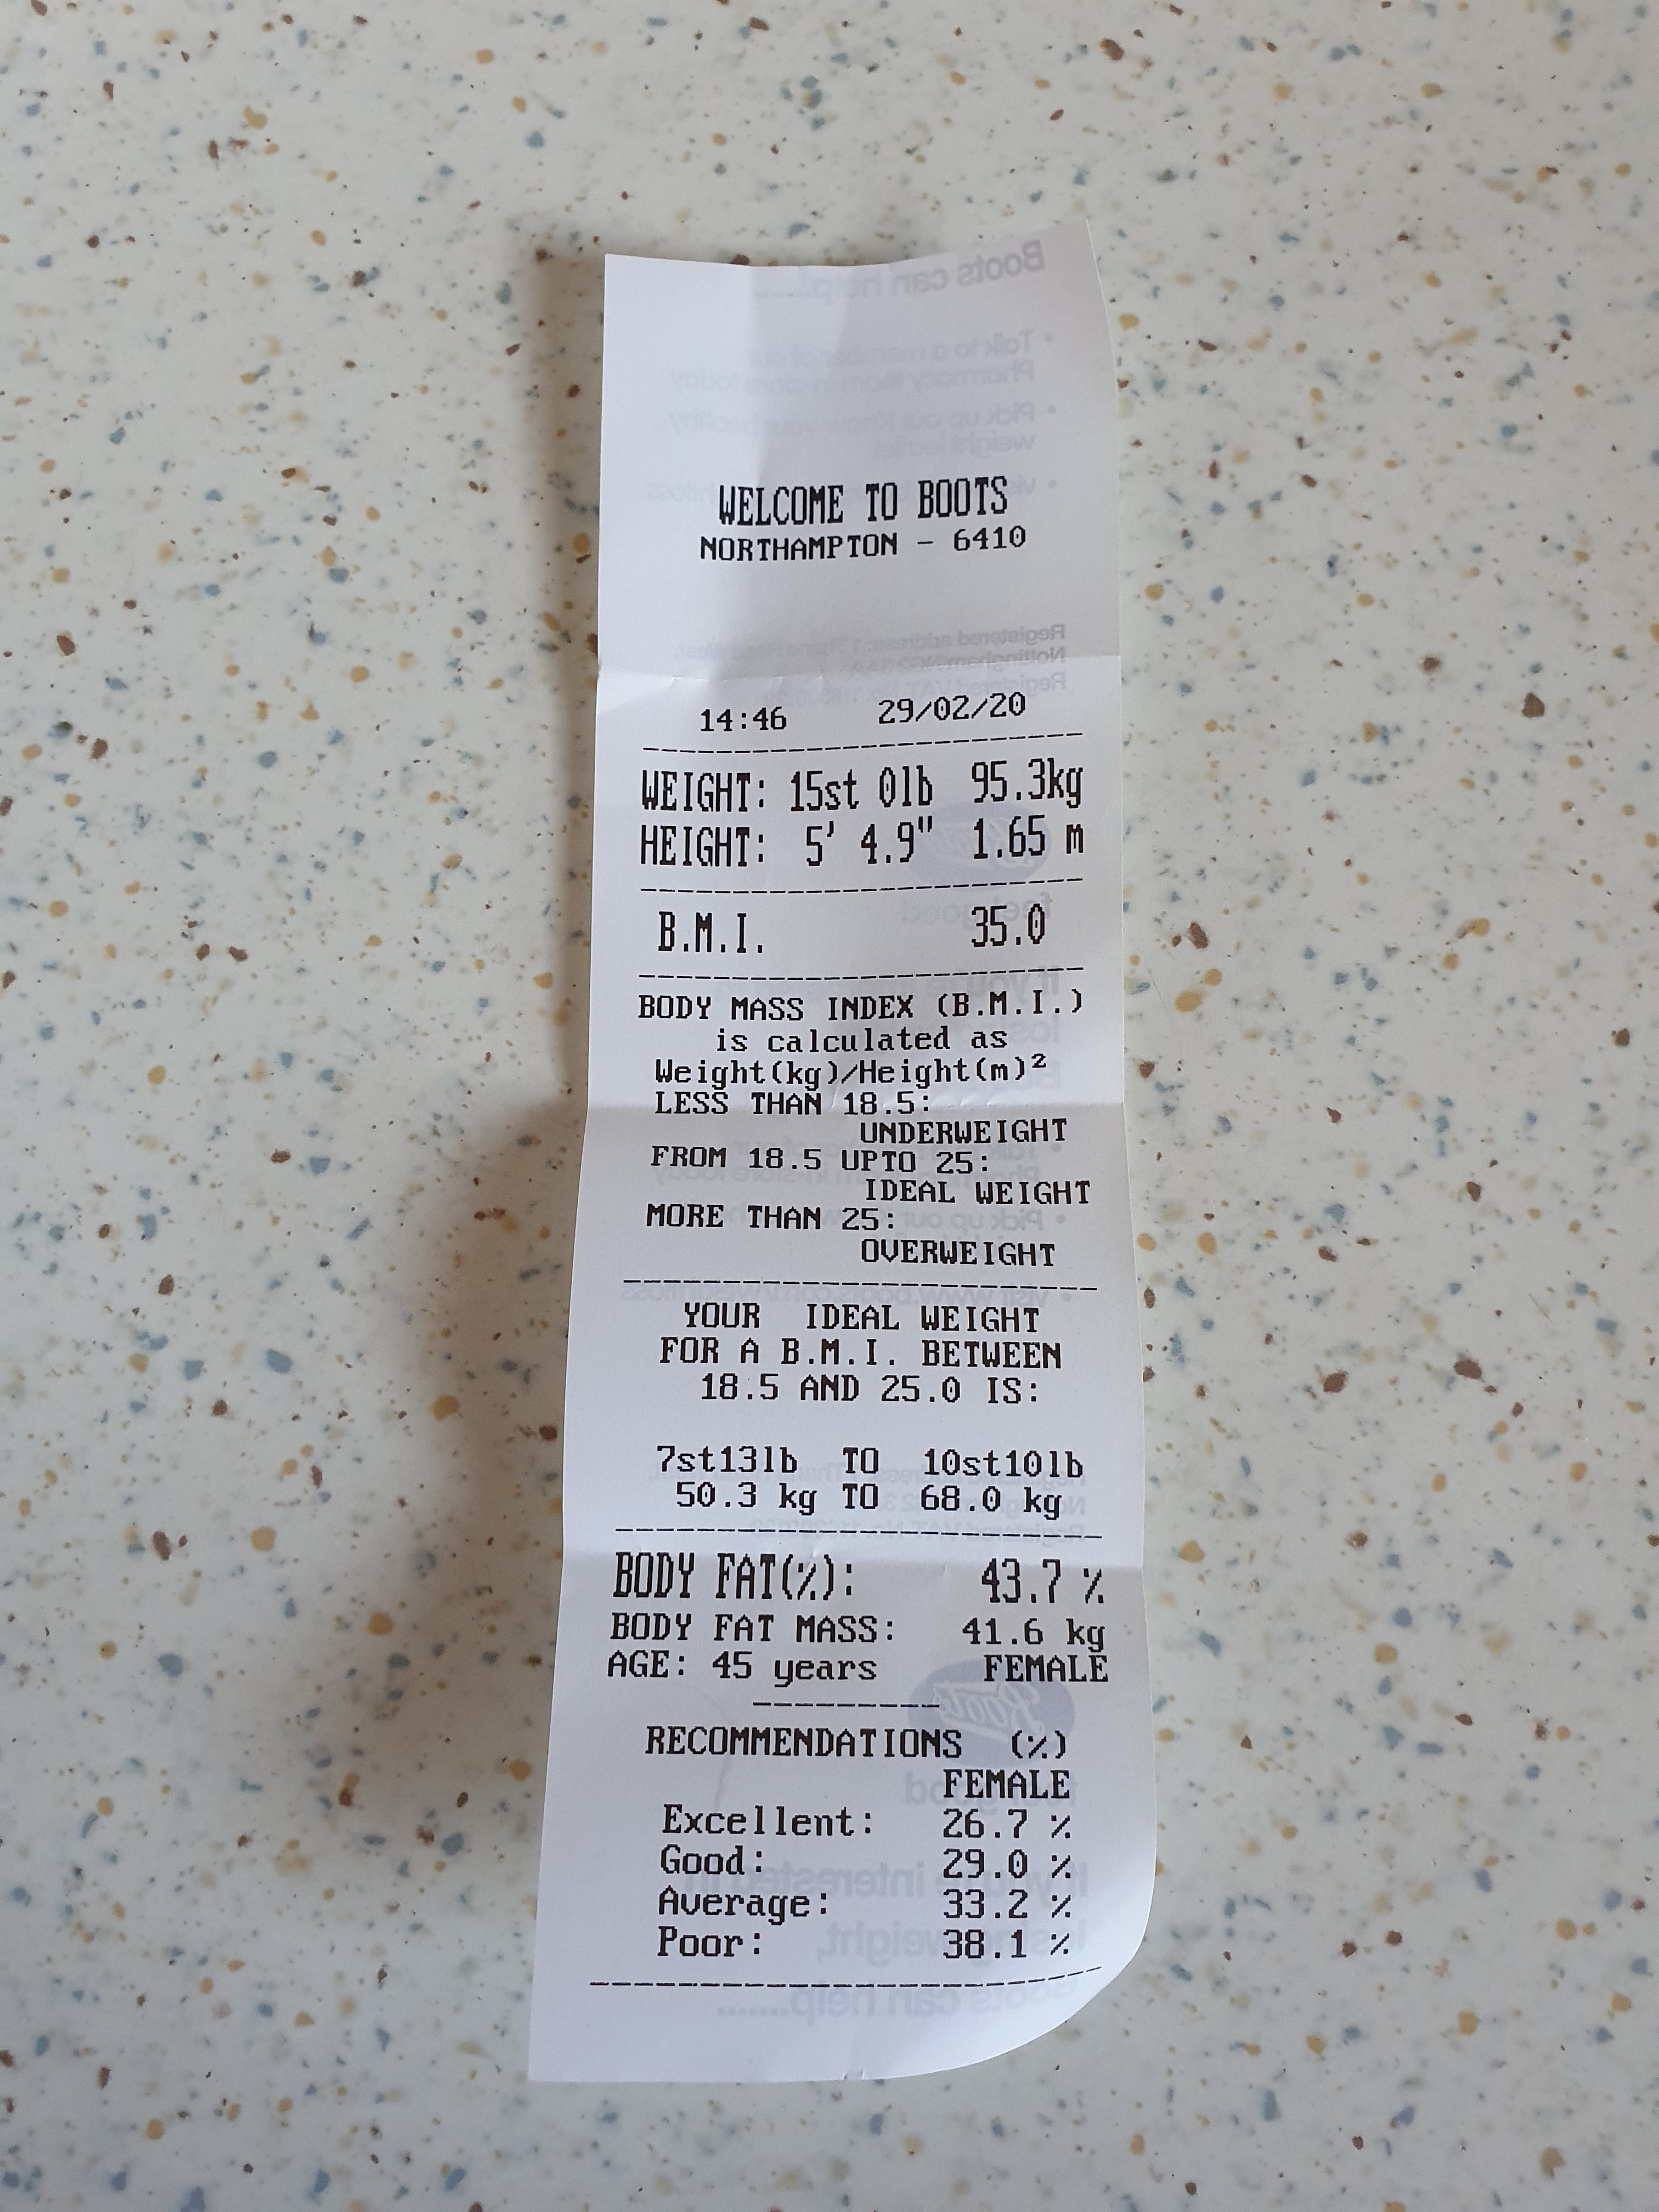 WELCOME TO BOOTS
NORTHAMPTON - 6410
14:46 29/02/20
WEIGHT: 15st 0lb 95.3kg
HEIGHT: 5' 4.9" 1.65 m
B.M.I. 35.0
BODY MASS INDEX (B.M.I.)
is calculated as
Weight(kg)/Height(m)²
LESS THAN 18.5:
UNDERWEIGHT
FROM 18.5 UPTO 25:
IDEAL WEIGHT
MORE THAN 25:
OVERWEIGHT
YOUR IDEAL WEIGHT
FOR A B.M.I. BETWEEN
18.5 AND 25.0 IS:
7st13lb TO 10st10lb
50.3 kg TO 68.0 kg
BODY FAT(%): 43.7 %
BODY FAT MASS: 41.6 kg
AGE: 45 years FEMALE
RECOMMENDATIONS (%)
FEMALE
Excellent: 26.7 %
Good: 29.0 %
Average: 33.2 %
Poor: 38.1 %